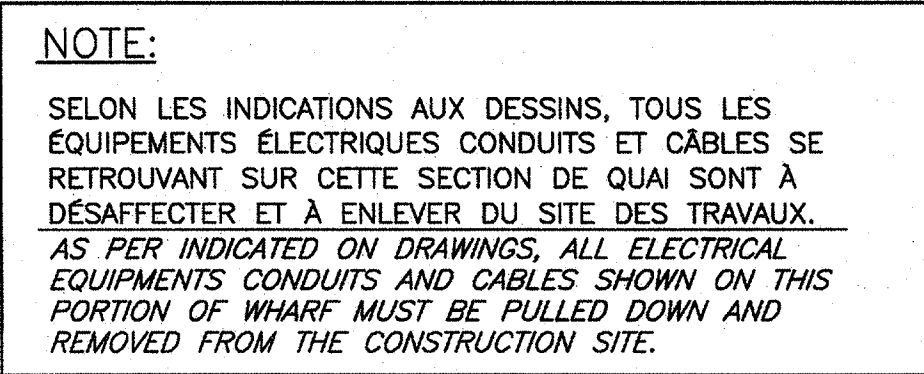 NOTE:
SELON LES INDICATIONS AUX DESSINS, TOUS LES
ÉQUIPEMENTS ÉLECTRIQUES CONDUITS ET CÂBLES SE
RETROUVANT SUR CETTE SECTION DE QUAI SONT À
DÉSAFFECTER ET À ENLEVER DU SITE DES TRAVAUX.
AS PER INDICATED ON DRAWINGS, ALL ELECTRICAL
EQUIPMENTS CONDUITS AND CABLES SHOWN ON THIS
PORTION OF WHARF MUST BE PULLED DOWN AND
REMOVED FROM THE CONSTRUCTION SITE.